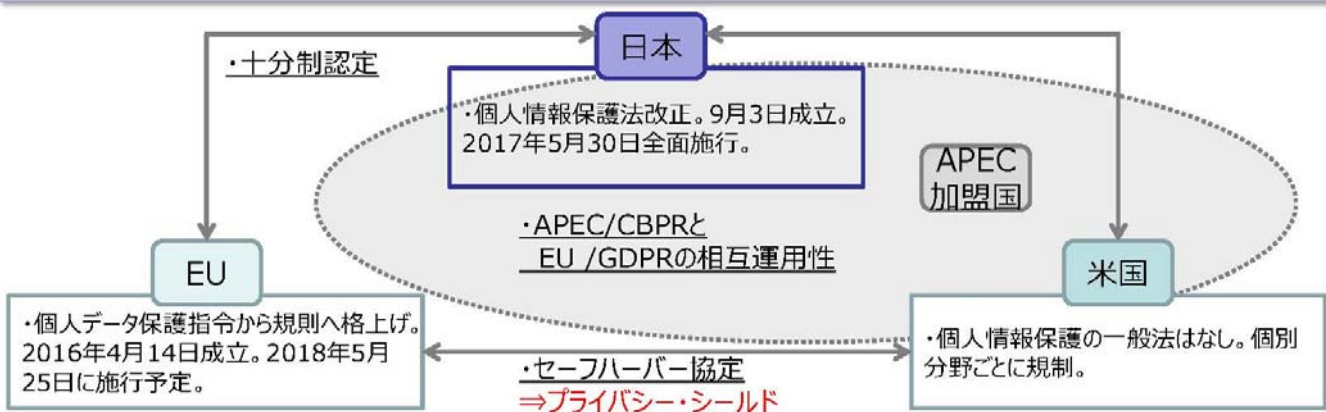 日本
・十分制認定
・個人情報保護法改正。9月3日成立。
2017年5月30日全面施行。
APEC
加盟国
・APEC/CBPRと
EU /GDPRの相互運用性
EU
米国
・個人データ保護指令から規則へ格上げ。
2016年4月14日成立。2018年5月
25日に施行予定。
・セーフハーバー協定
⇒プライバシー・シールド
・個人情報保護の一般法はなし。個別
分野ごとに規制。